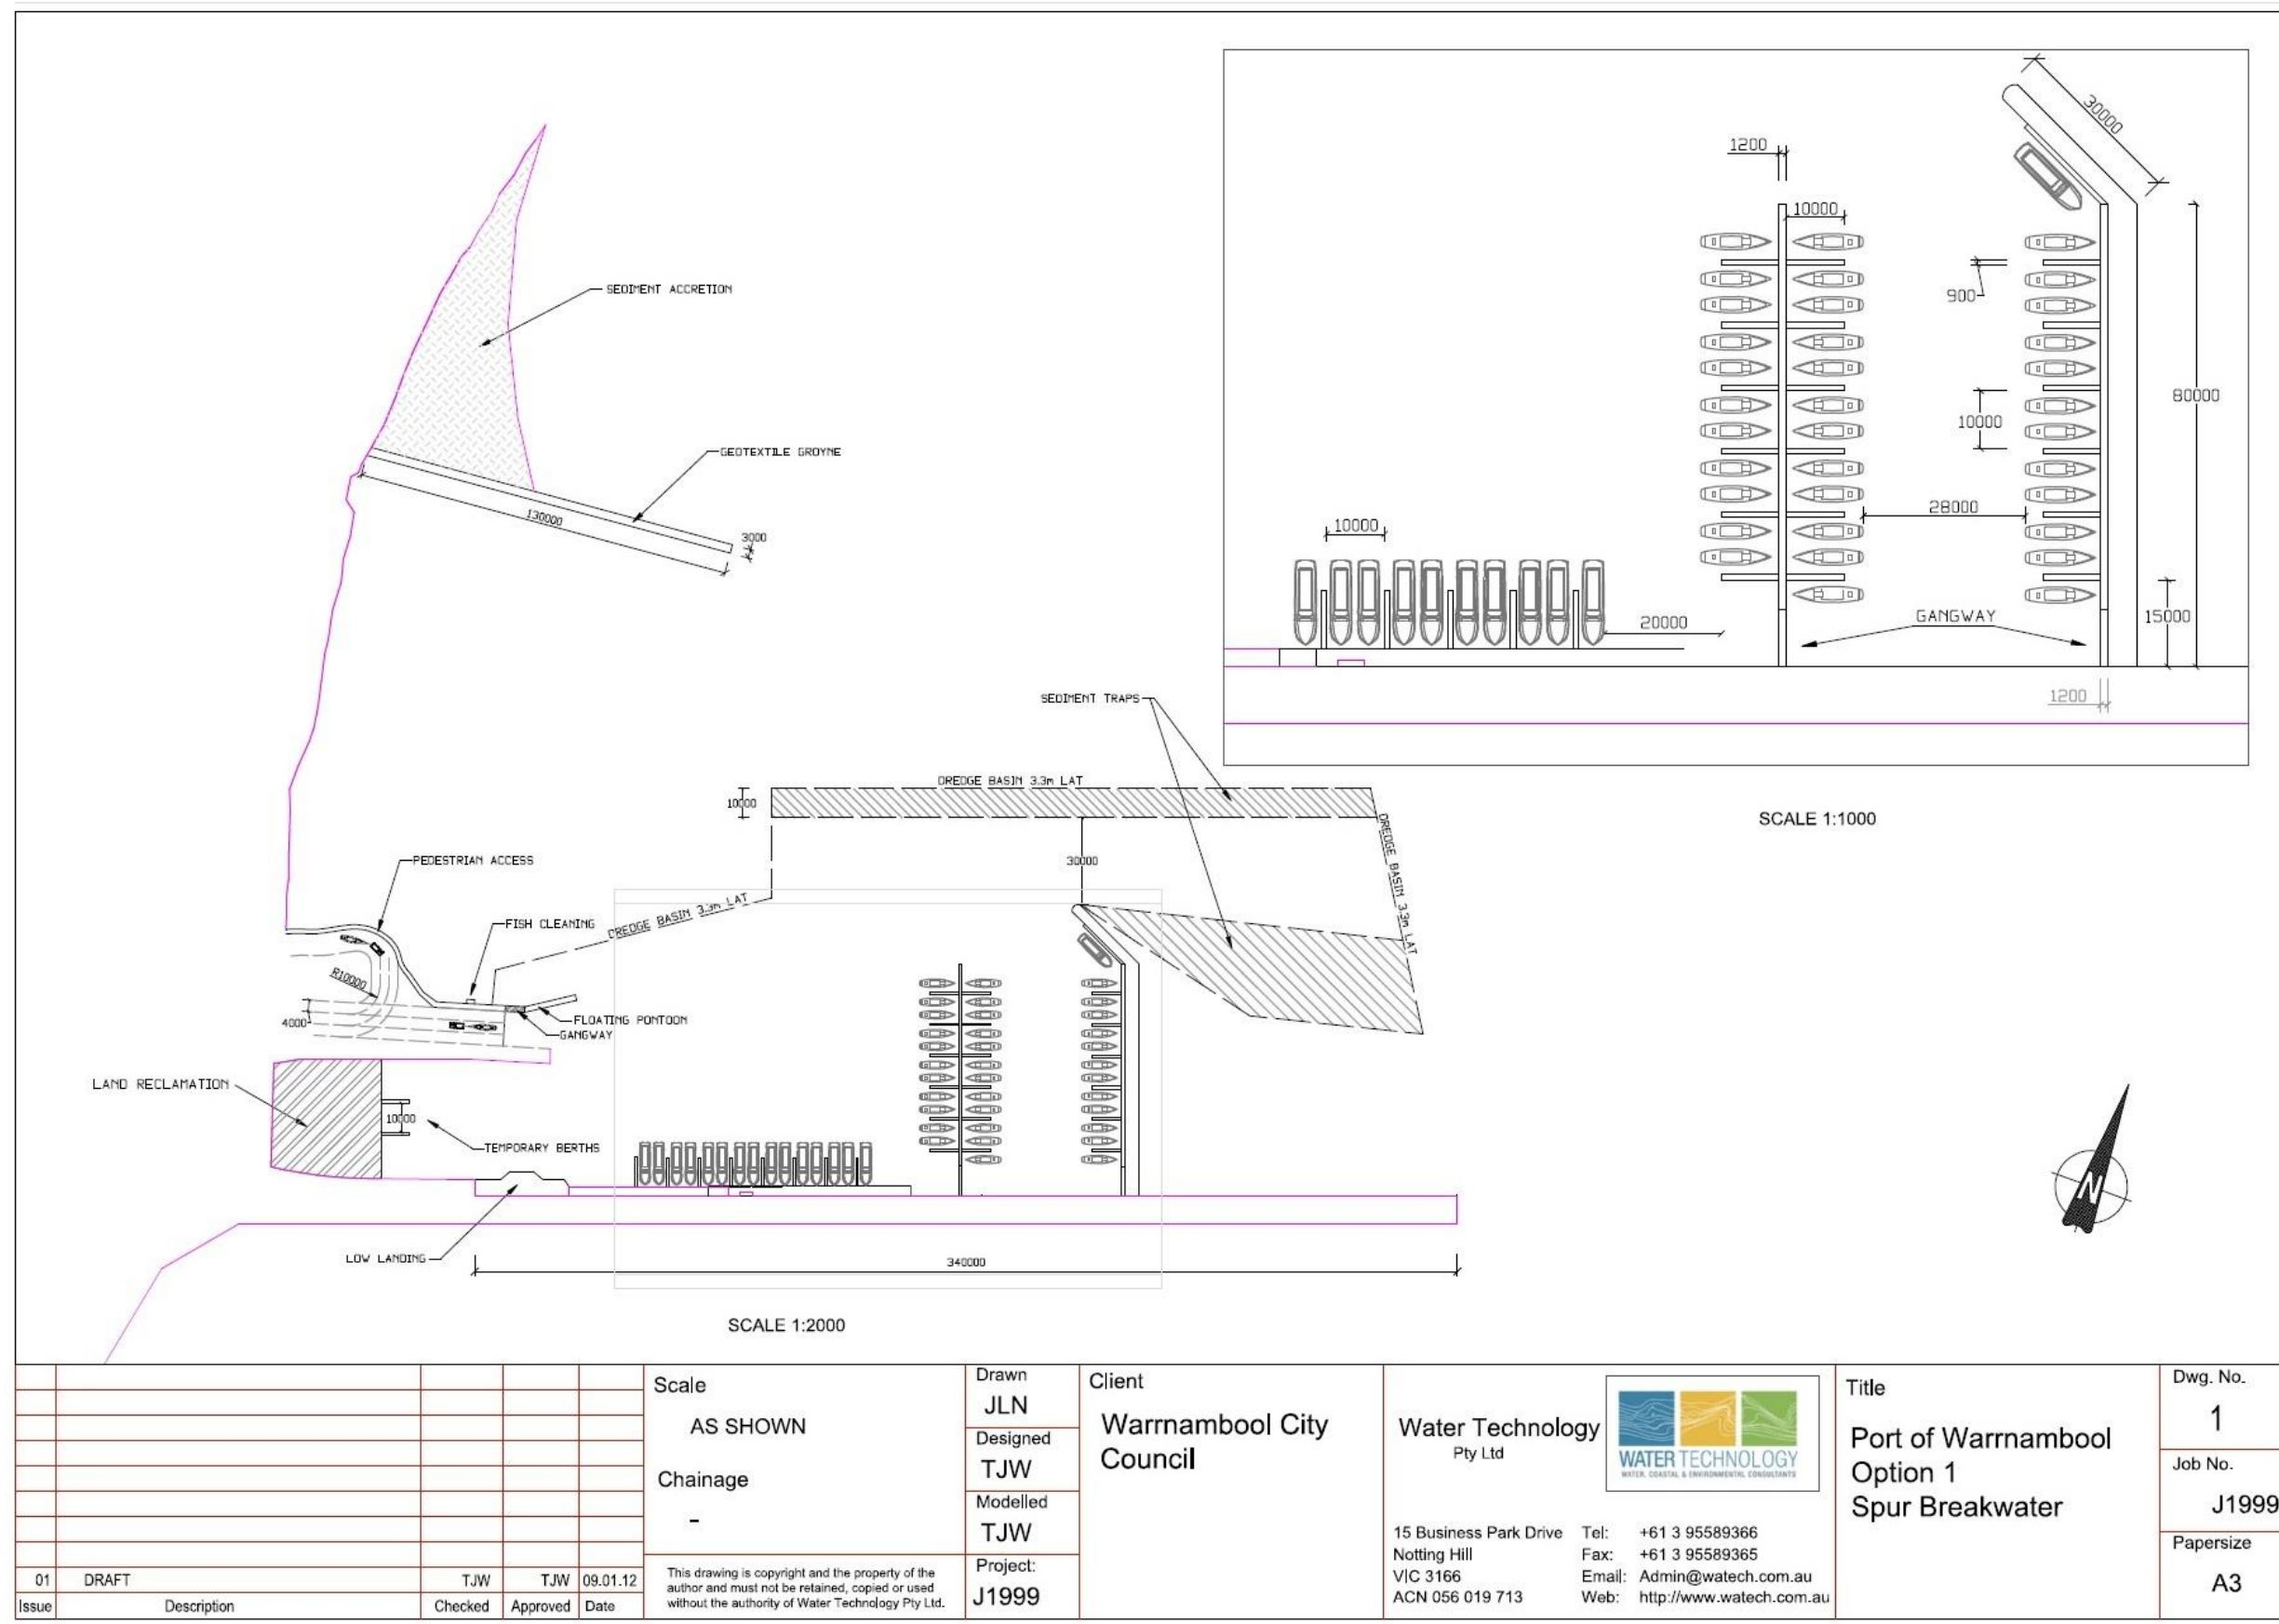 SEDIMENT ACCRETION
GEOTEXTILE GROYNE
130000
3000
1200
10000
30000
900
80000
10000
28000
10000
20000
GANGWAY
15000
1200
SCALE 1:1000
SEDIMENT TRAPS
DREDGE BASIN 3.3m LAT
10000
DREDGE BASIN 3.3m LAT
30000
PEDESTRIAN ACCESS
FISH CLEANING
DREDGE BASIN 3.3m LAT
R10000
4000
FLOATING PONTOON
GANGWAY
LAND RECLAMATION
10000
TEMPORARY BERTHS
LOW LANDING
340000
N
SCALE 1:2000
01 DRAFT TJW TJW 09.01.12
Issue Description Checked Approved Date
Scale
AS SHOWN
Chainage
-
This drawing is copyright and the property of the
author and must not be retained, copied or used
without the authority of Water Technology Pty Ltd.
Drawn
JLN
Designed
TJW
Modelled
TJW
Project:
J1999
Client
Warrnambool City
Council
Water Technology
Pty Ltd
WATER TECHNOLOGY
WATER, COASTAL & ENVIRONMENTAL CONSULTANTS
15 Business Park Drive Tel: +61 3 95589366
Notting Hill Fax: +61 3 95589365
VIC 3166 Email: Admin@watech.com.au
ACN 056 019 713 Web: http://www.watech.com.au
Title
Port of Warrnambool
Option 1
Spur Breakwater
Dwg. No.
1
Job No.
J1999
Papersize
A3